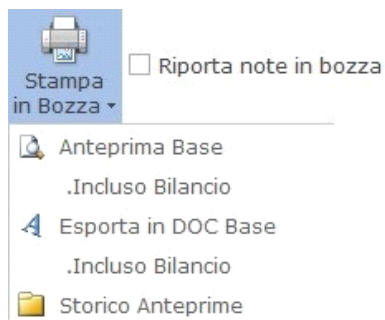 Stampa
in Bozza
Riporta note in bozza
Anteprima Base
.Incluso Bilancio
Esporta in DOC Base
.Incluso Bilancio
Storico Anteprime